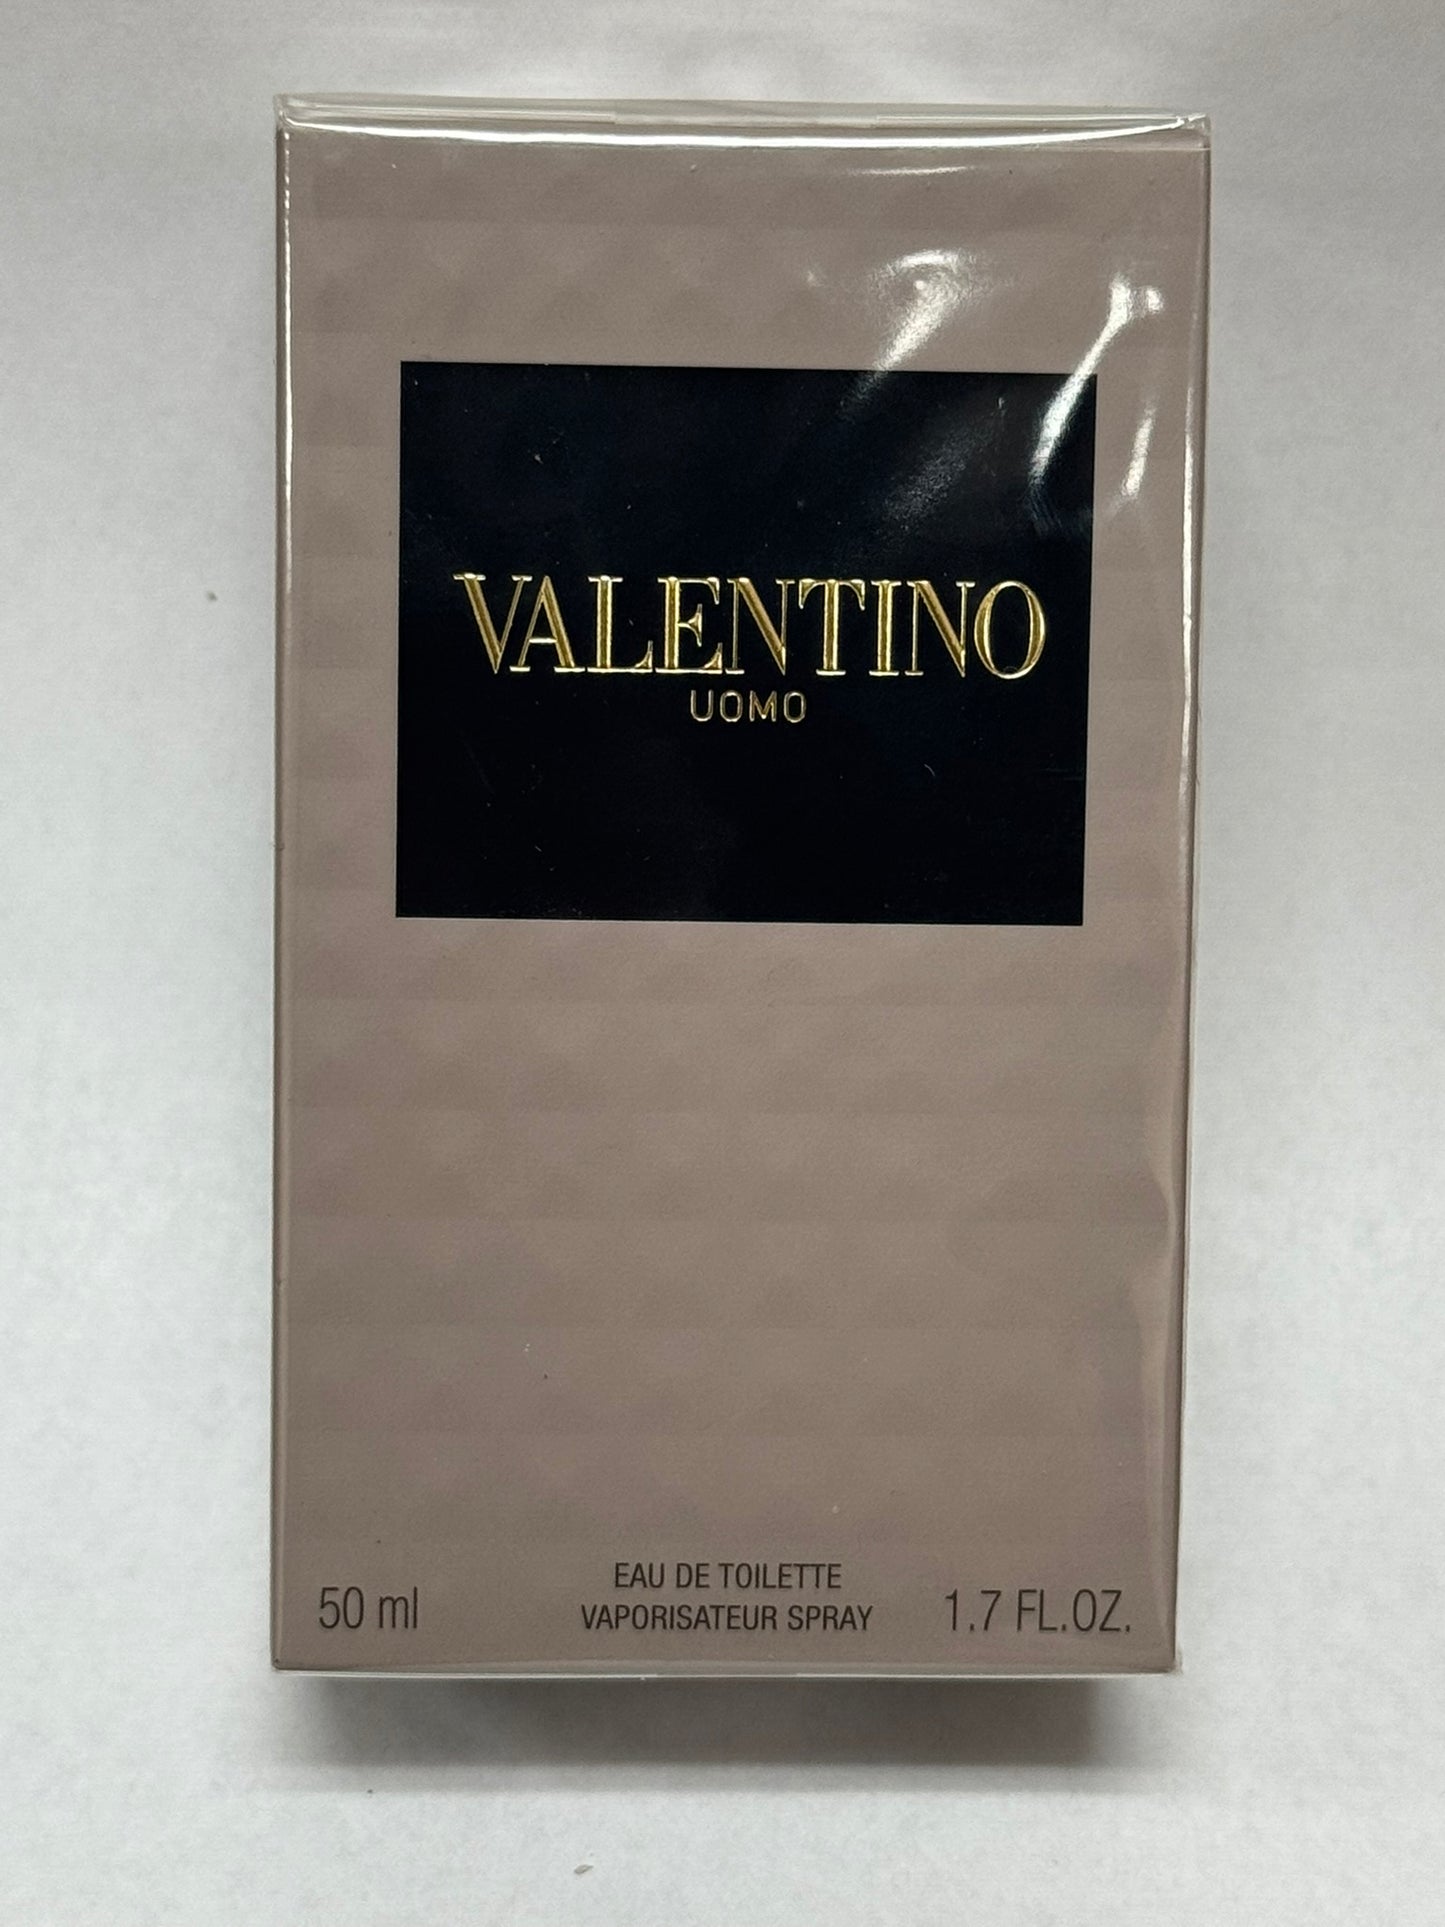 VALENTINO
UOMO
EAU DE TOILETTE
50 ml VAPORISATEUR SPRAY 1.7 FL.OZ.